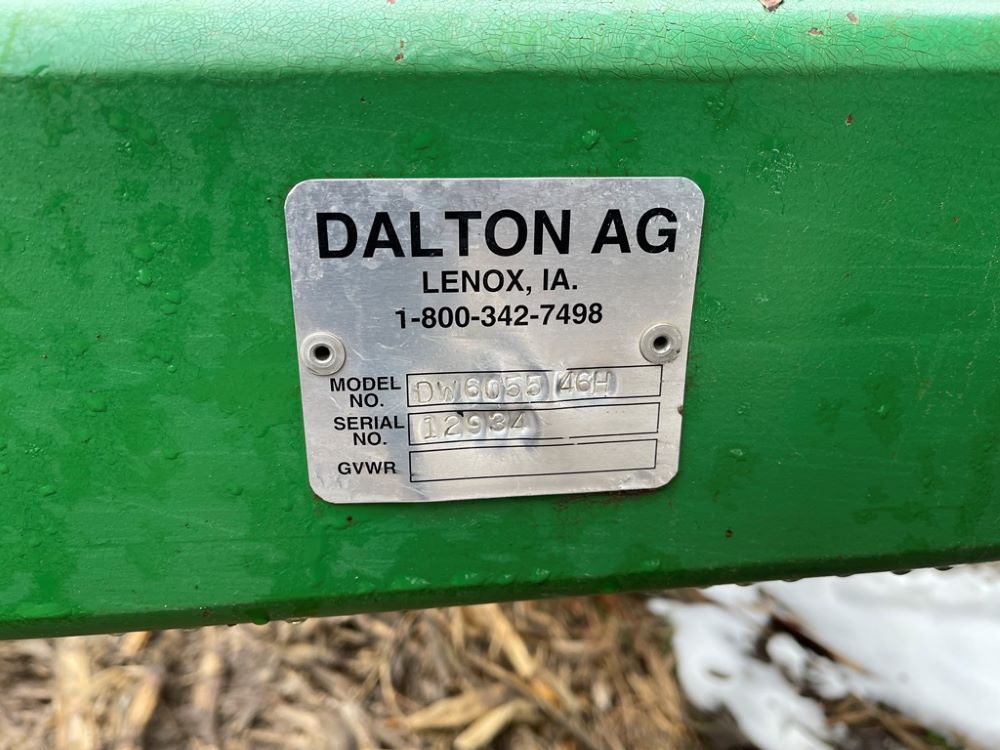 DALTON AG
LENOX, IA.
1-800-342-7498
MODEL NO. DW6055 46H
SERIAL NO. 12934
GVWR